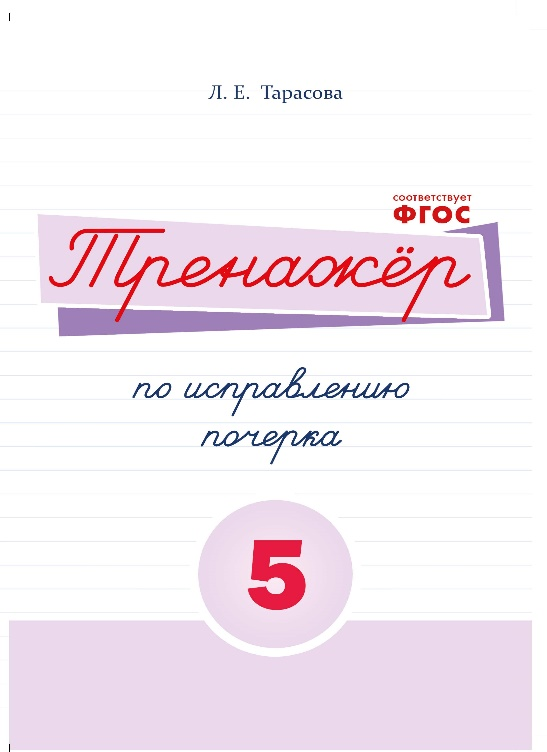 Л. Е. Тарасова
соответствует
ФГОС
Тренажёр
по исправлению
почерка
5